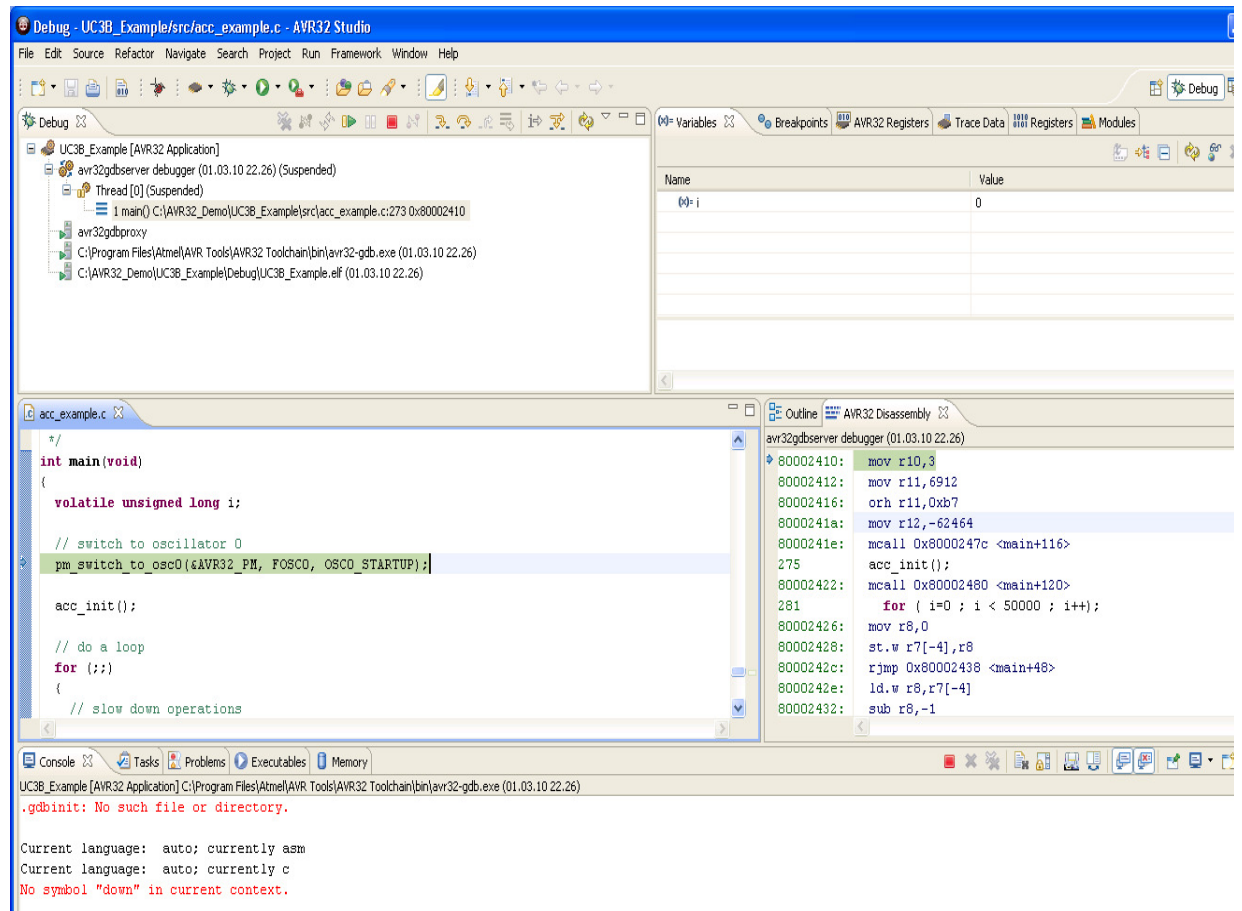 Debug - UC3B_Example/src/acc_example.c - AVR32 Studio
File Edit Source Refactor Navigate Search Project Run Framework Window Help
Debug
Debug
UC3B_Example [AVR32 Application]
avr32gdbserver debugger (01.03.10 22.26) (Suspended)
Thread [0] (Suspended)
1 main() C:\AVR32_Demo\UC3B_Example\src\acc_example.c:273 0x80002410
avr32gdbproxy
C:\Program Files\Atmel\AVR Tools\AVR32 Toolchain\bin\avr32-gdb.exe (01.03.10 22.26)
C:\AVR32_Demo\UC3B_Example\Debug\UC3B_Example.elf (01.03.10 22.26)
(x)= Variables Breakpoints AVR32 Registers Trace Data Registers Modules
Name Value
(x)= i 0
acc_example.c
*/
int main(void)
{
volatile unsigned long i;
// switch to oscillator 0
pm_switch_to_osc0(&AVR32_PM, FOSC0, OSC0_STARTUP);
acc_init();
// do a loop
for (;;)
{
// slow down operations
Outline AVR32 Disassembly
avr32gdbserver debugger (01.03.10 22.26)
80002410: mov r10,3
80002412: mov r11,6912
80002416: orh r11,0xb7
8000241a: mov r12,-62464
8000241e: mcall 0x8000247c <main+116>
275 acc_init();
80002422: mcall 0x80002480 <main+120>
281 for ( i=0 ; i < 50000 ; i++);
80002426: mov r8,0
80002428: st.w r7[-4],r8
8000242c: rjmp 0x80002438 <main+48>
8000242e: ld.w r8,r7[-4]
80002432: sub r8,-1
Console Tasks Problems Executables Memory
UC3B_Example [AVR32 Application] C:\Program Files\Atmel\AVR Tools\AVR32 Toolchain\bin\avr32-gdb.exe (01.03.10 22.26)
.gdbinit: No such file or directory.
Current language: auto; currently asm
Current language: auto; currently c
No symbol "down" in current context.